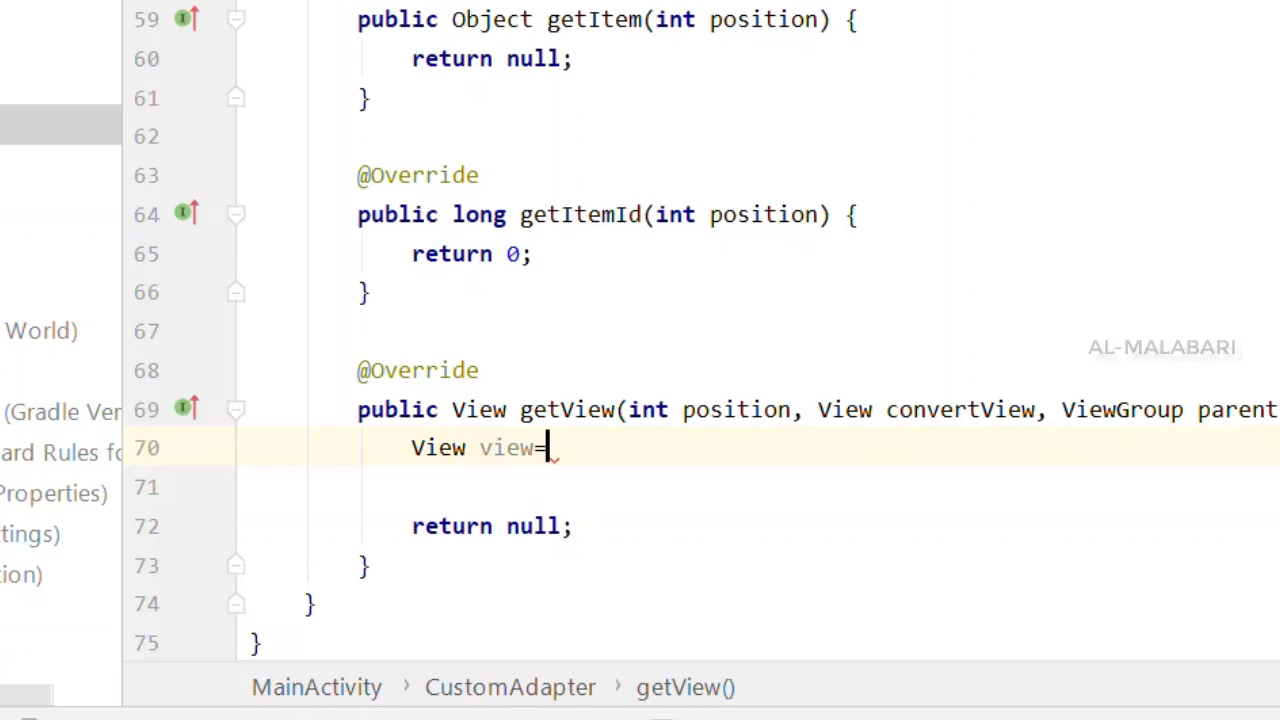 59 public Object getItem(int position) {
60 return null;
61 }
62
63 @Override
64 public long getItemId(int position) {
65 return 0;
66 }
World) 67
68 @Override
(Gradle Ver 69 public View getView(int position, View convertView, ViewGroup parent
ard Rules fo 70 View view=
Properties) 71
ttings) 72 return null;
tion) 73 }
74 }
75 }
AL-MALABARI
MainActivity › CustomAdapter › getView()